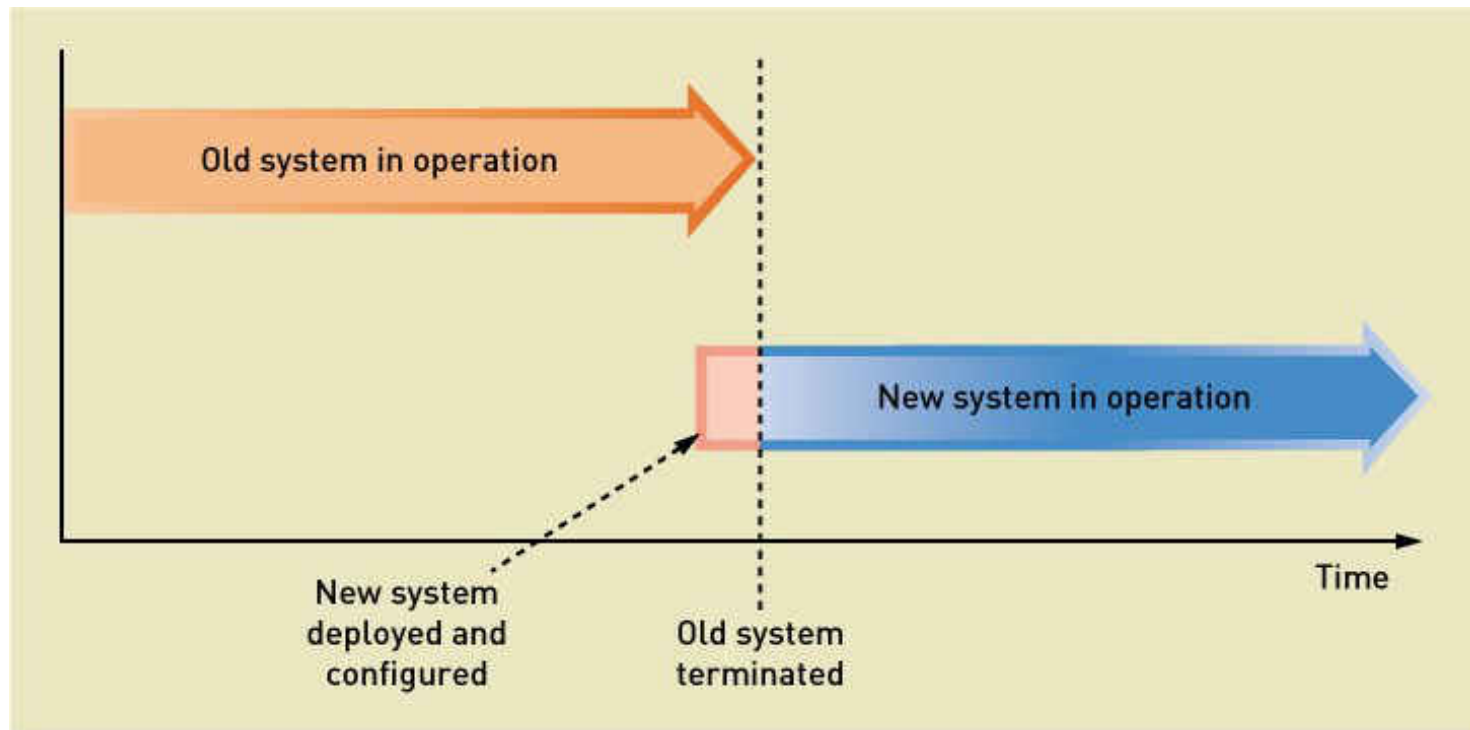 Old system in operation
New system in operation
Time
New system
deployed and
configured
Old system
terminated